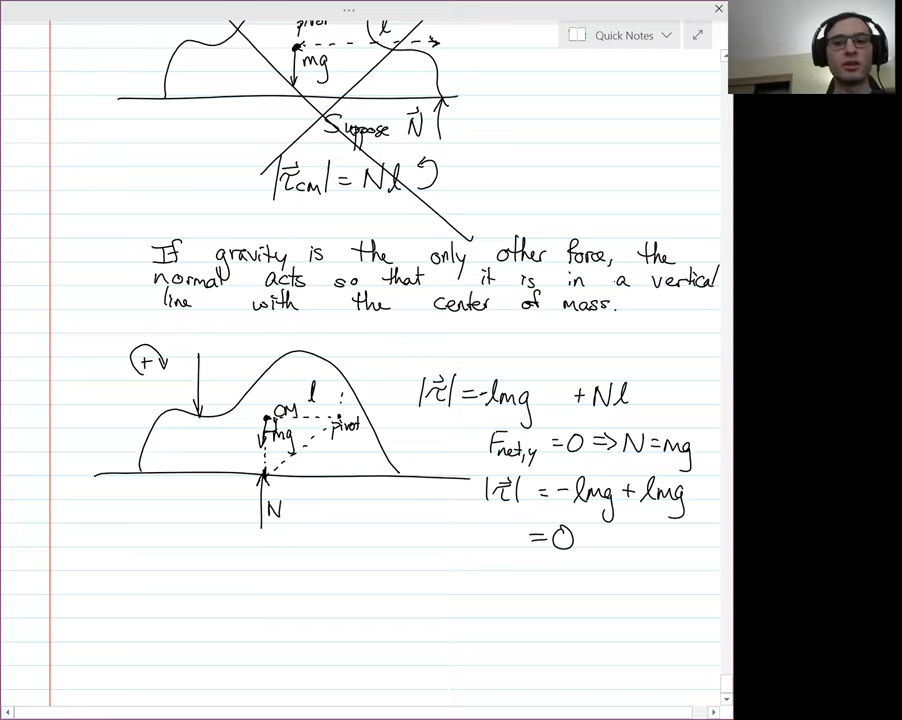 pivot
l
Quick Notes
mg
Suppose N⃗
|τ⃗CM| = Nl
If gravity is the only other force, the
normal acts so that it is in a vertical
line with the center of mass.
+
l
CM
mg
pivot
N
|τ⃗| = -lmg + Nl
Fnet,y = 0 ⇒ N = mg
|τ⃗| = -lmg + lmg
= 0